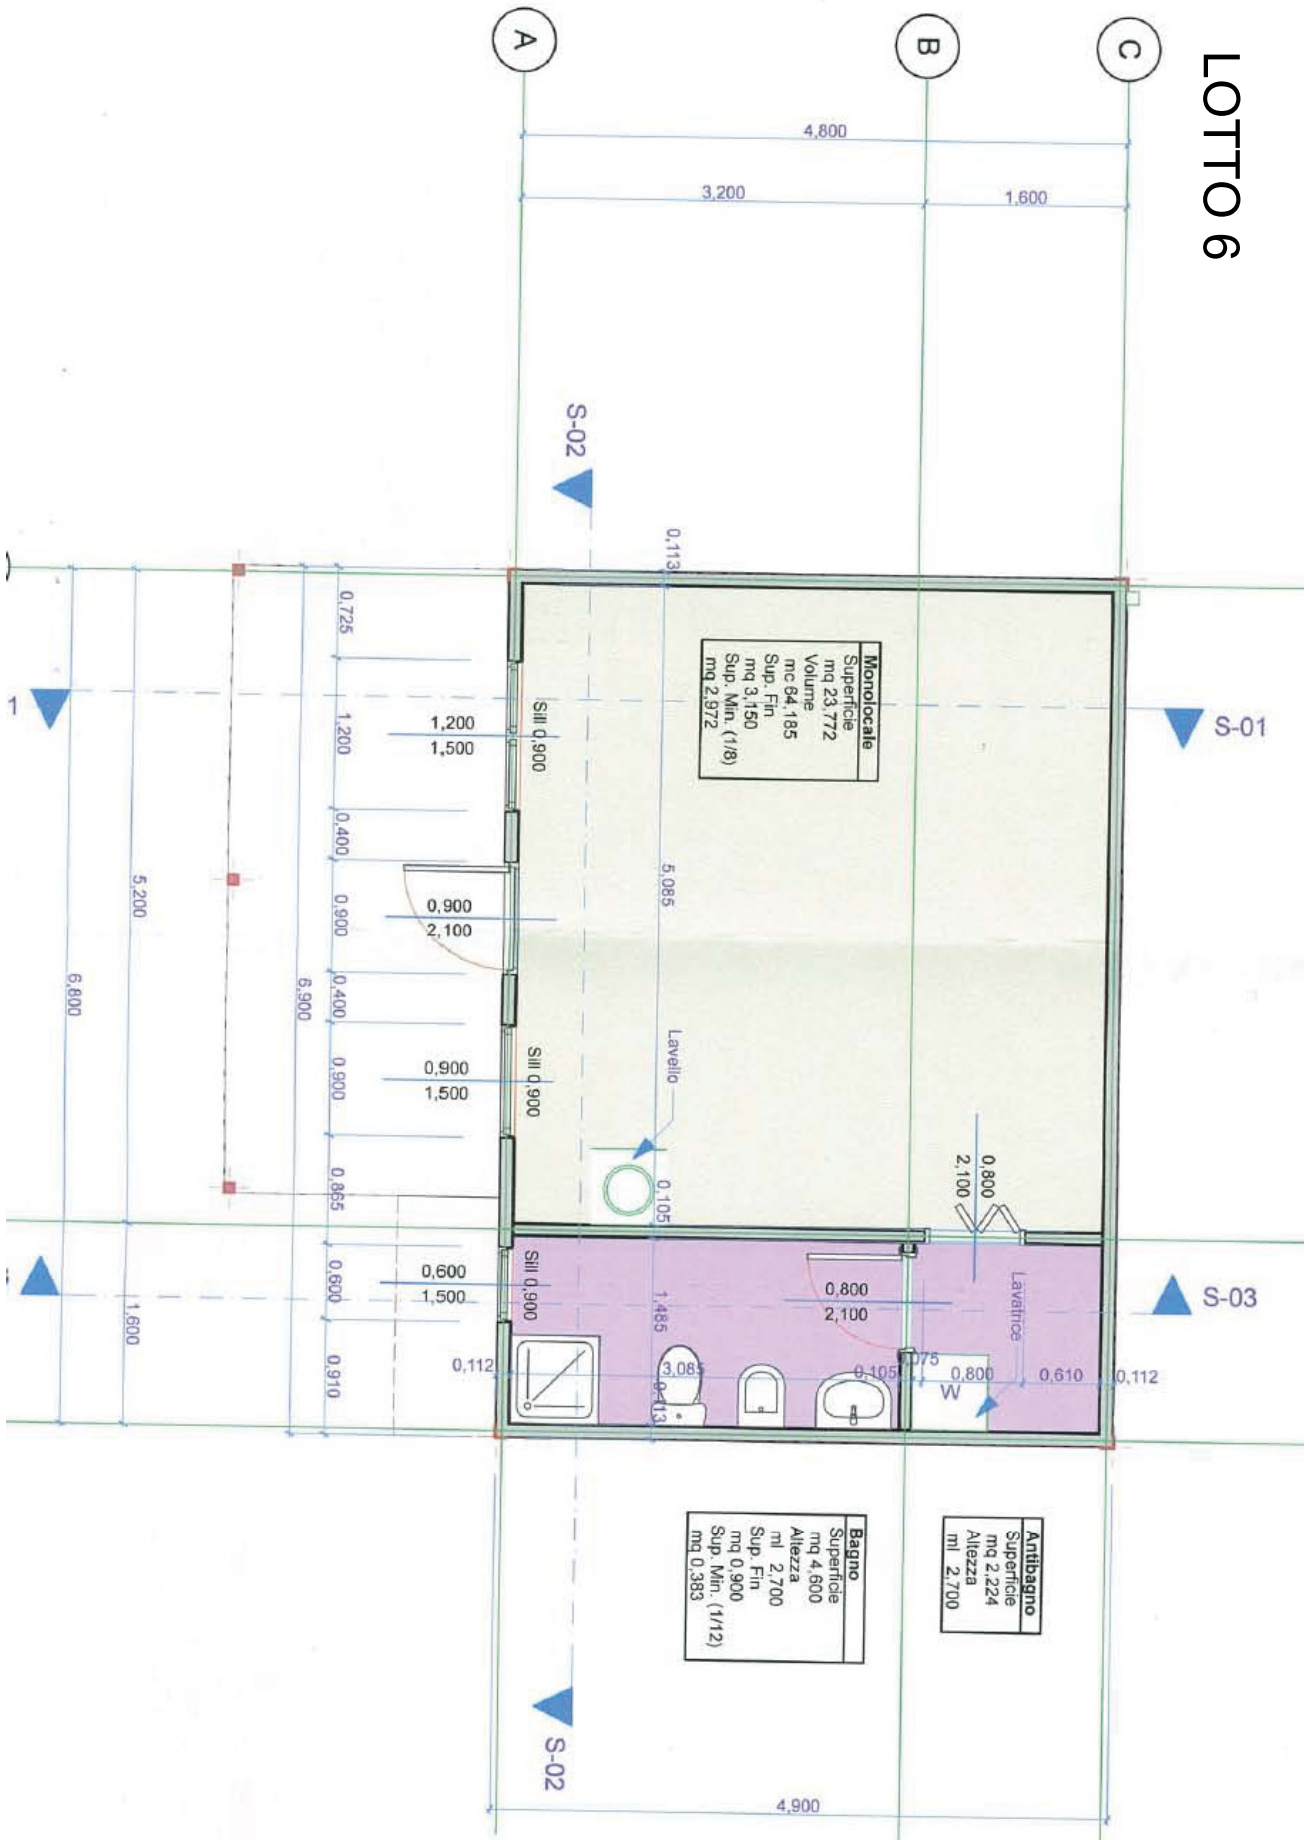 LOTTO 6
A
B
C
4,800
3,200
1,600
S-02
0,113
S-01
1
Monolocale
Superficie
mq 23,772
Volume
mc 64,185
Sup. Fin
mq 3,150
Sup. Min. (1/8)
mq 2,972
0,725
1,200
0,400
0,900
0,400
0,900
0,865
0,600
0,910
6,900
5,200
1,600
6,800
1,200
1,500
Sill 0,900
0,900
2,100
0,900
1,500
Sill 0,900
0,600
1,500
Sill 0,900
5,085
Lavello
0,105
0,800
2,100
0,800
2,100
Lavatrice
S-03
1,485
0,112
3,085
0,113
0,105
0,075
0,800
0,610
0,112
W
Antibagno
Superficie
mq 2,224
Altezza
ml 2,700
Bagno
Superficie
mq 4,600
Altezza
ml 2,700
Sup. Fin
mq 0,900
Sup. Min. (1/12)
mq 0,383
S-02
4,900